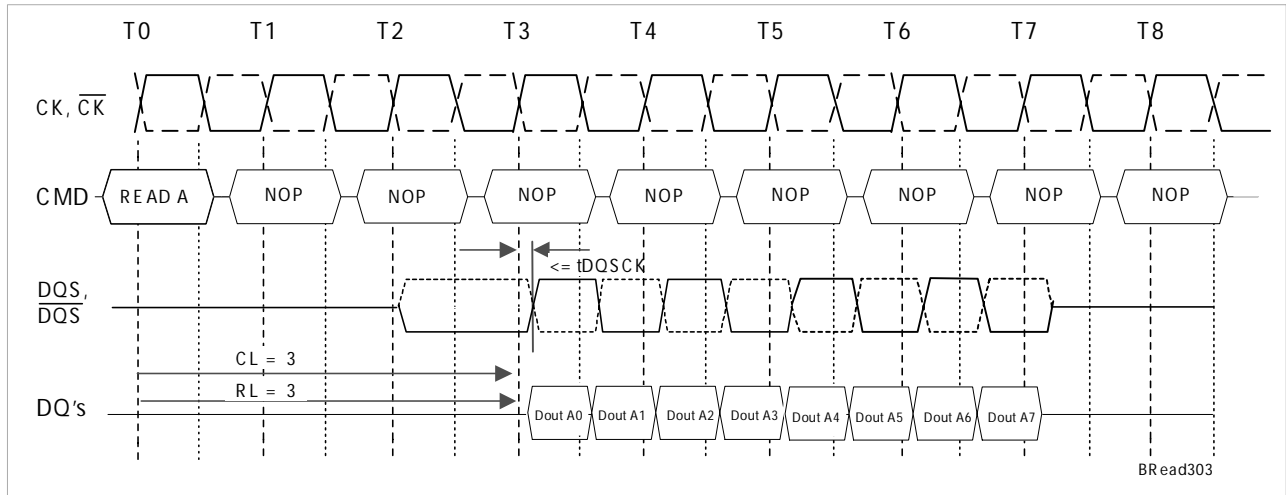 T0 T1 T2 T3 T4 T5 T6 T7 T8
CK, CK
CMD READ A NOP NOP NOP NOP NOP NOP NOP NOP
<= tDQSCK
DQS,
DQS
CL = 3
RL = 3
DQ's Dout A0 Dout A1 Dout A2 Dout A3 Dout A4 Dout A5 Dout A6 Dout A7
BRead303